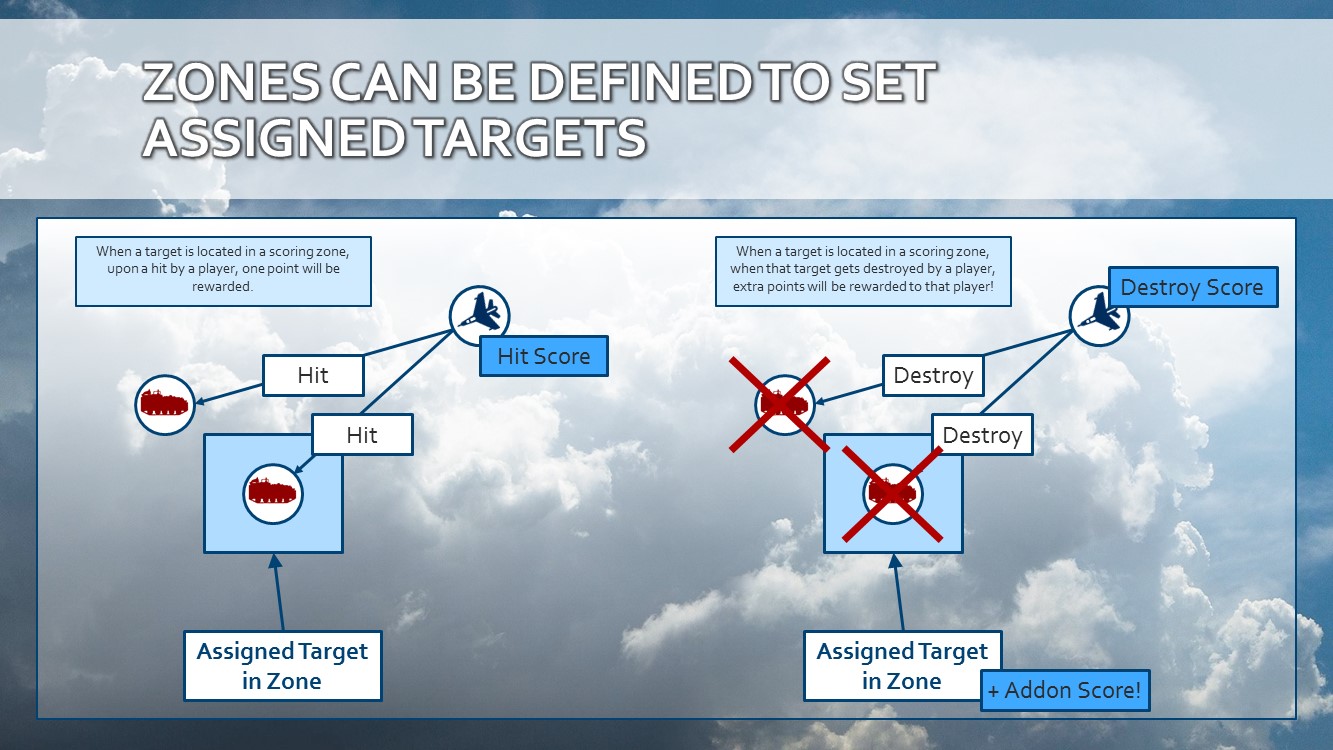 ZONES CAN BE DEFINED TO SET
ASSIGNED TARGETS
When a target is located in a scoring zone,
upon a hit by a player, one point will be
rewarded.
Hit Score
Hit
Hit
Assigned Target
in Zone
When a target is located in a scoring zone,
when that target gets destroyed by a player,
extra points will be rewarded to that player!
Destroy Score
Destroy
Destroy
Assigned Target
in Zone
+ Addon Score!